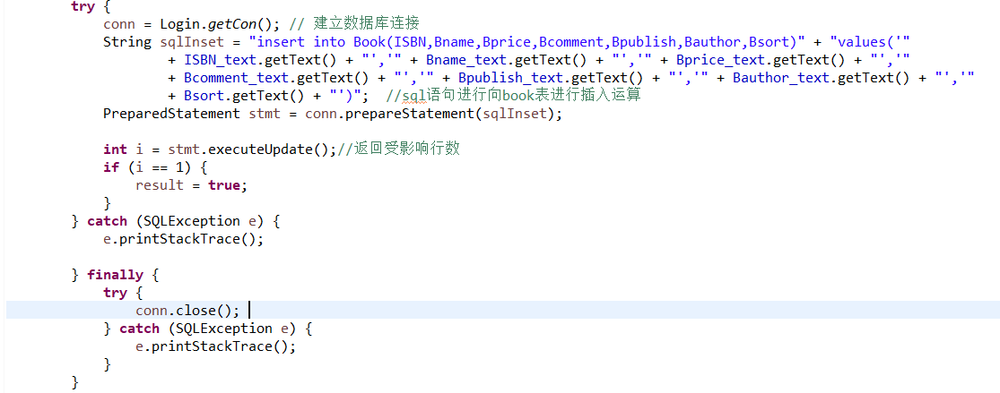 try {
conn = Login.getCon(); // 建立数据库连接
String sqlInset = "insert into Book(ISBN,Bname,Bprice,Bcomment,Bpublish,Bauthor,Bsort)" + "values('"
+ ISBN_text.getText() + "','" + Bname_text.getText() + "','" + Bprice_text.getText() + "','"
+ Bcomment_text.getText() + "','" + Bpublish_text.getText() + "','" + Bauthor_text.getText() + "','"
+ Bsort.getText() + "')"; //sql语句进行向book表进行插入运算
PreparedStatement stmt = conn.prepareStatement(sqlInset);
int i = stmt.executeUpdate();//返回受影响行数
if (i == 1) {
result = true;
}
} catch (SQLException e) {
e.printStackTrace();
} finally {
try {
conn.close();
} catch (SQLException e) {
e.printStackTrace();
}
}